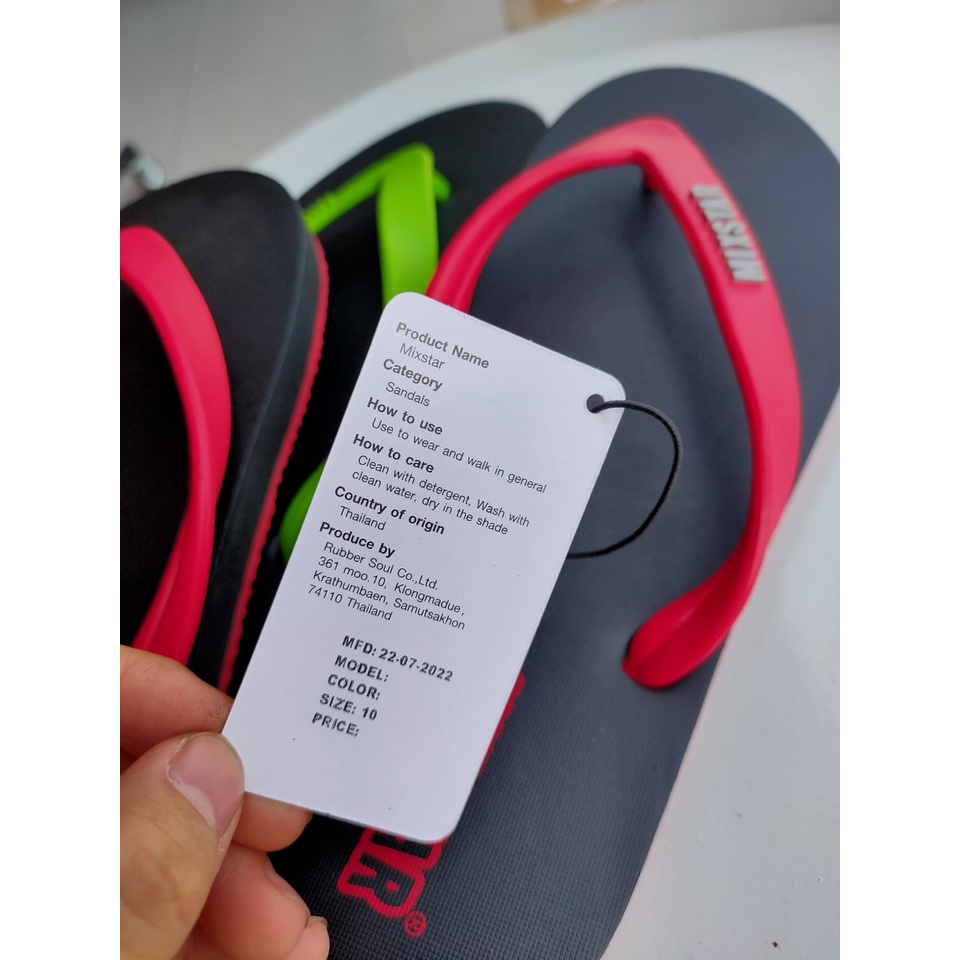 MIXSTAR
Product Name
Mixstar
Category
Sandals
How to use
Use to wear and walk in general
How to care
Clean with detergent, Wash with
clean water, dry in the shade
Country of origin
Thailand
Produce by
Rubber Soul Co.,Ltd.
361 moo.10, Klongmadue,
Krathumbaen, Samutsakhon
74110 Thailand
MFD: 22-07-2022
MODEL:
COLOR:
SIZE: 10
PRICE:
AR®